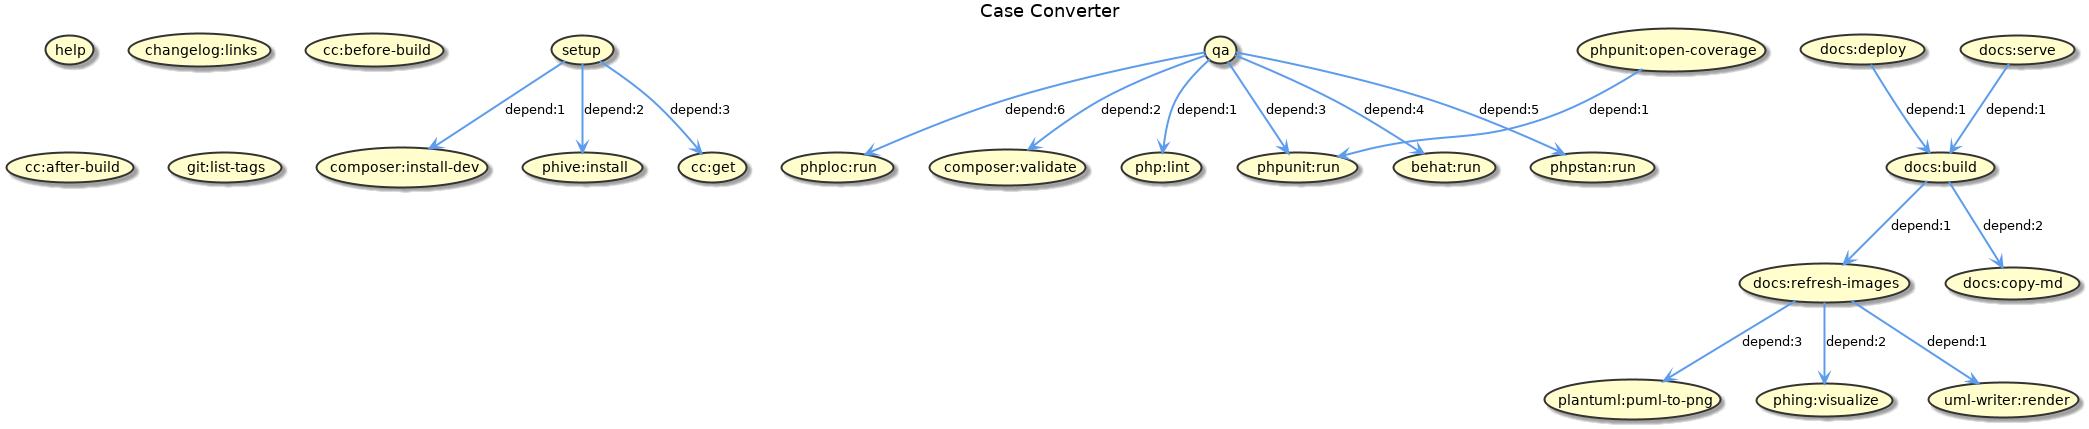 Case Converter
help
changelog:links
cc:before-build
setup
qa
phpunit:open-coverage
docs:deploy
docs:serve
depend:1
depend:2
depend:3
depend:6
depend:2
depend:1
depend:3
depend:4
depend:5
depend:1
depend:1
depend:1
cc:after-build
git:list-tags
composer:install-dev
phive:install
cc:get
phploc:run
composer:validate
php:lint
phpunit:run
behat:run
phpstan:run
docs:build
depend:1
depend:2
docs:refresh-images
docs:copy-md
depend:3
depend:2
depend:1
plantuml:puml-to-png
phing:visualize
uml-writer:render